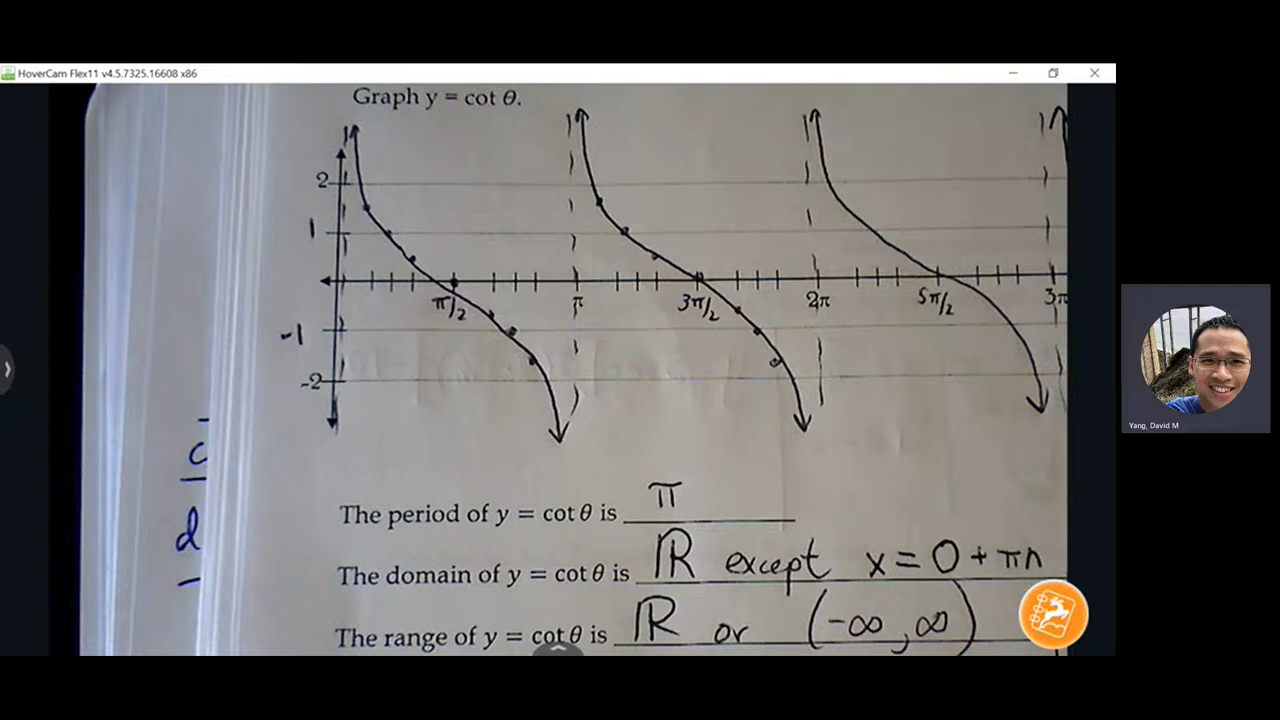 HoverCam Flex11 v4.5.7325.16608 x86
Graph y = cot θ.
2
1
π/2
π
3π/2
2π
5π/2
3π
-1
-2
c
d
The period of y = cot θ is π
The domain of y = cot θ is ℝ except x = 0 + πn
The range of y = cot θ is ℝ or (-∞, ∞)
Yang, David M